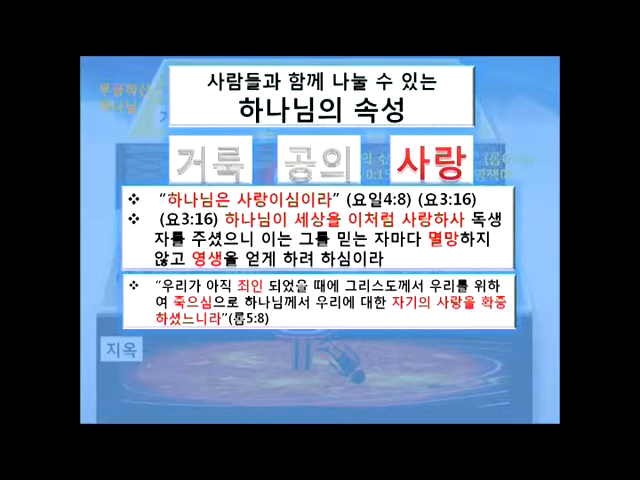 사람들과 함께 나눌 수 있는
하나님의 속성
거룩 공의 사랑
❖ “하나님은 사랑이심이라” (요일4:8) (요3:16)
❖ (요3:16) 하나님이 세상을 이처럼 사랑하사 독생
자를 주셨으니 이는 그를 믿는 자마다 멸망하지
않고 영생을 얻게 하려 하심이라
❖ “우리가 아직 죄인 되었을 때에 그리스도께서 우리를 위하
여 죽으심으로 하나님께서 우리에 대한 자기의 사랑을 확증
하셨느니라”(롬5:8)
지옥